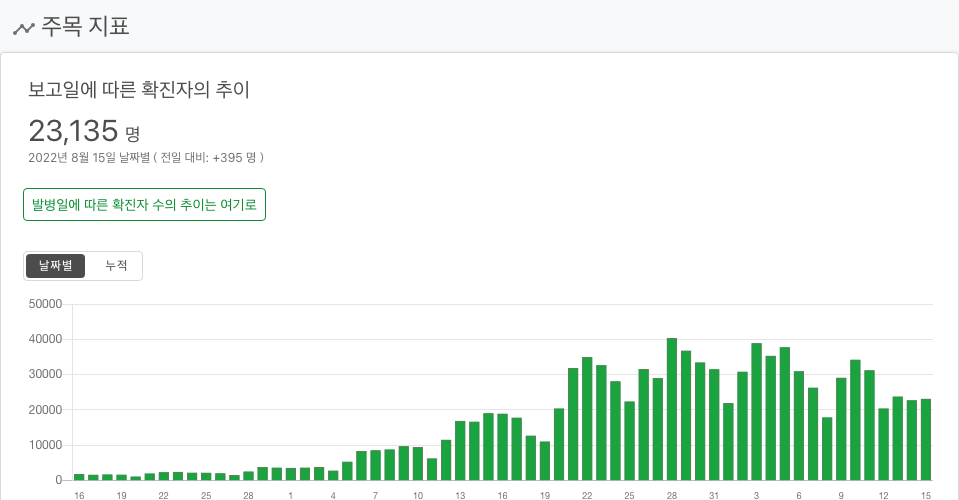 주목 지표
보고일에 따른 확진자의 추이
23,135 명
2022년 8월 15일 날짜별 ( 전일 대비: +395 명 )
발병일에 따른 확진자 수의 추이는 여기로
날짜별 누적
50000
40000
30000
20000
10000
0
16 19 22 25 28 1 4 7 10 13 16 19 22 25 28 31 3 6 9 12 15